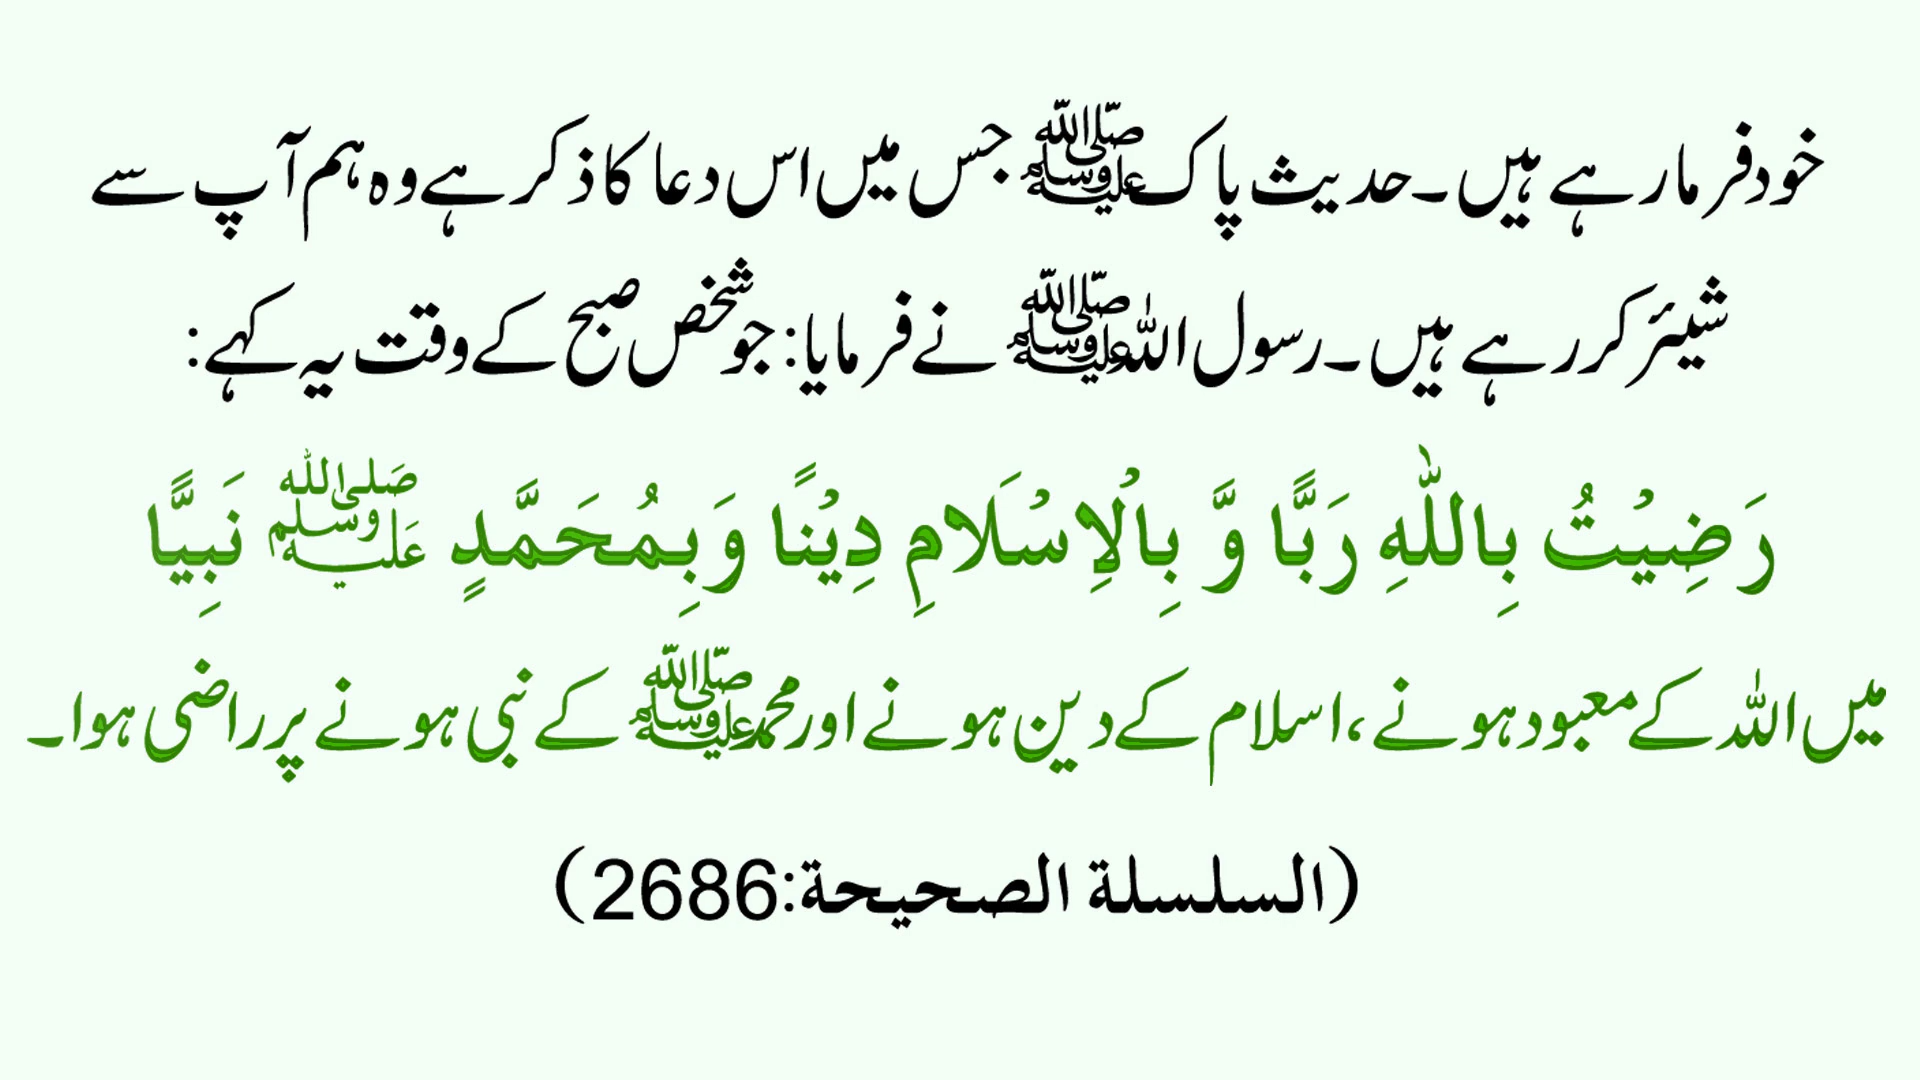 خود فرما رہے ہیں۔ حدیث پاک ﷺ جس میں اس دعا کا ذکر ہے وہ ہم آپ سے
شیئر کر رہے ہیں۔ رسول اللہ ﷺ نے فرمایا: جو شخص صبح کے وقت یہ کہے:
رَضِیْتُ بِاللّٰہِ رَبًّا وَّ بِالْاِسْلَامِ دِیْنًا وَبِمُحَمَّدٍ ﷺ نَبِیًّا
میں اللہ کے معبود ہونے، اسلام کے دین ہونے اور محمد ﷺ کے نبی ہونے پر راضی ہوا۔
(السلسلة الصحيحة:2686)